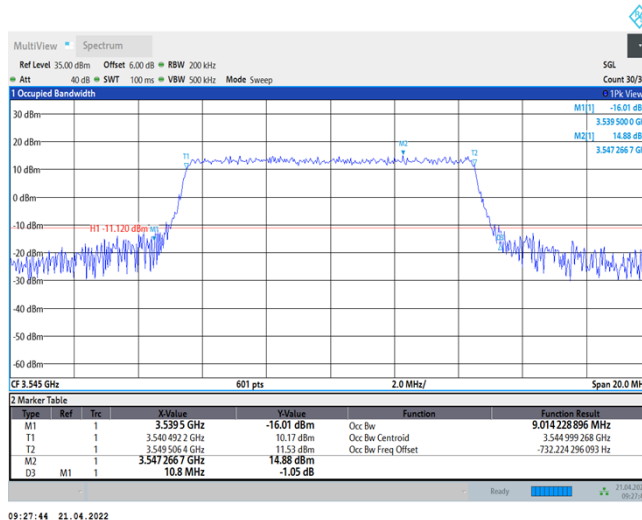 MultiView Spectrum
Ref Level 35.00 dBm Offset 6.00 dB RBW 200 kHz SGL
Att 40 dB SWT 100 ms VBW 500 kHz Mode Sweep Count 30/3
1 Occupied Bandwidth 1Pk View
M1[1] -16.01 dB
30 dBm
3.539 500 0 G
M2[1] 14.88 dB
20 dBm
3.547 266 7 G
M2
T1 T2
10 dBm
0 dBm
-10 dBm
H1 -11.120 dBm M1
D3
-20 dBm
-30 dBm
-40 dBm
-50 dBm
-60 dBm
CF 3.545 GHz 601 pts 2.0 MHz/ Span 20.0 MH
2 Marker Table
Type Ref Trc X-Value Y-Value Function Function Result
M1 1 3.539 5 GHz -16.01 dBm Occ Bw 9.014 228 896 MHz
T1 1 3.540 492 2 GHz 10.17 dBm Occ Bw Centroid 3.544 999 268 GHz
T2 1 3.549 506 4 GHz 11.53 dBm Occ Bw Freq Offset -732.224 296 093 Hz
M2 1 3.547 266 7 GHz 14.88 dBm
D3 M1 1 10.8 MHz -1.05 dB
Ready 21.04.202
09:27:4
09:27:44 21.04.2022